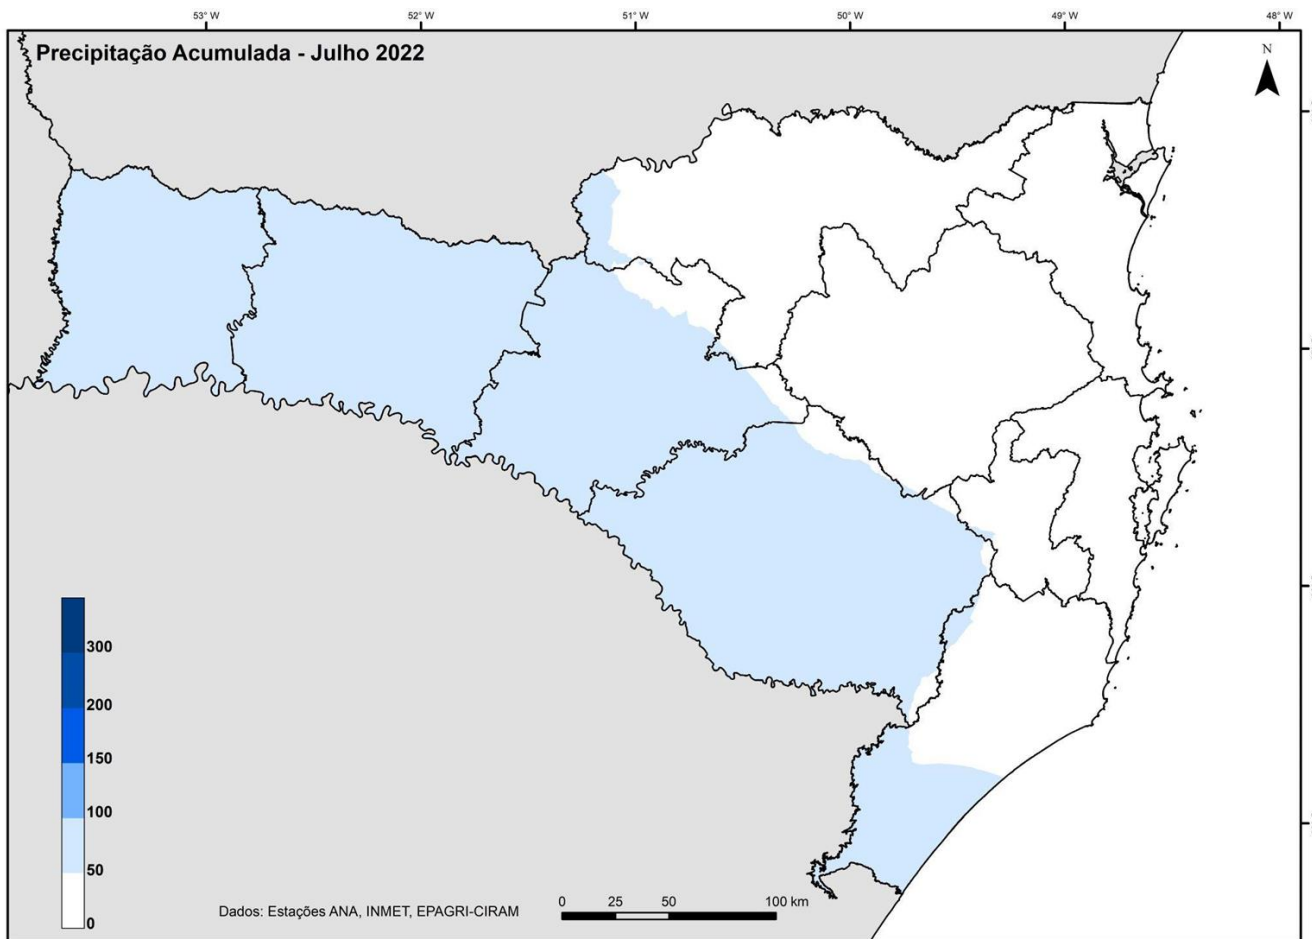 53° W 52° W 51° W 50° W 49° W 48° W
Precipitação Acumulada - Julho 2022
N
300
200
150
100
50
0
Dados: Estações ANA, INMET, EPAGRI-CIRAM
0 25 50 100 km